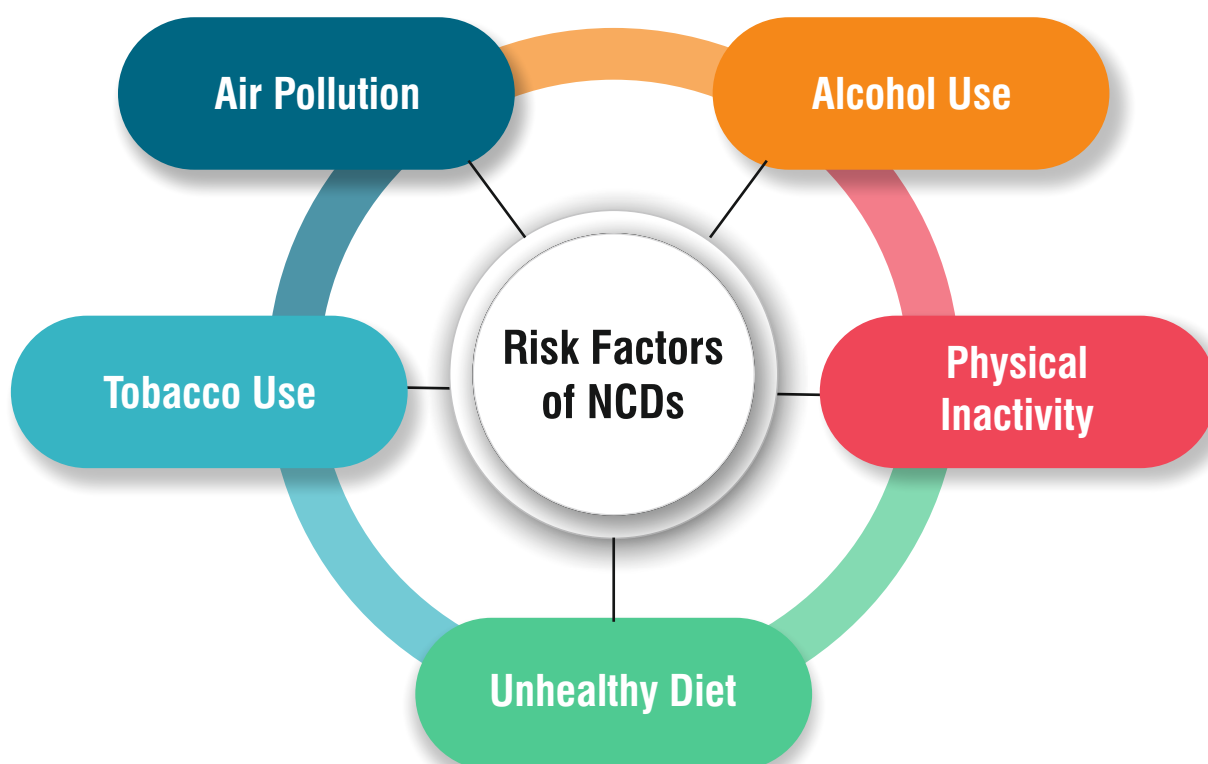 Air Pollution
Alcohol Use
Risk Factors
of NCDs
Tobacco Use
Physical
Inactivity
Unhealthy Diet